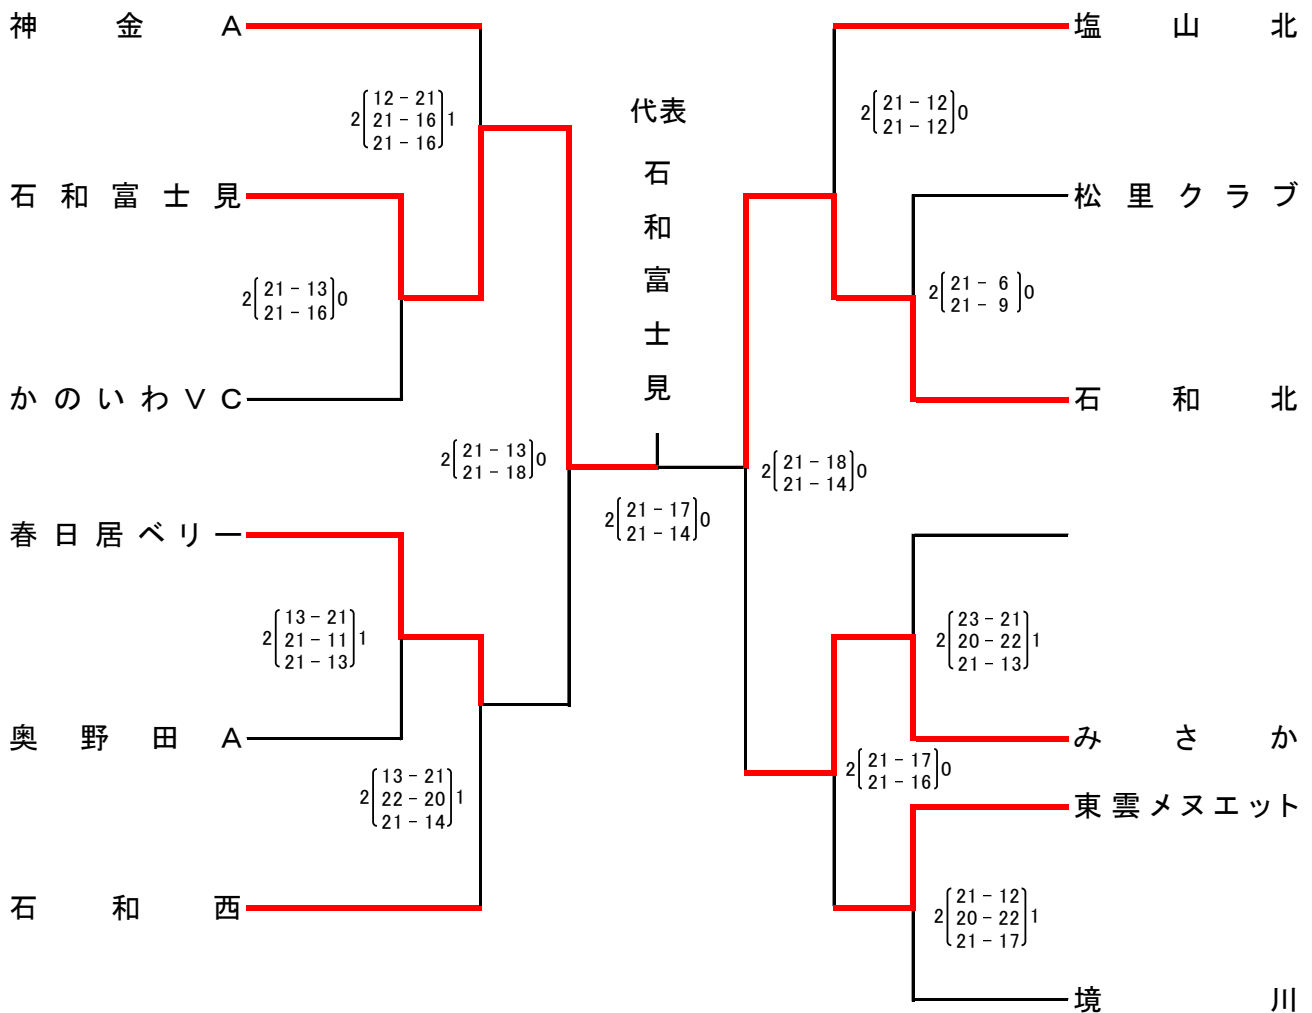 神金A
石和富士見
かのいわVC
春日居ベリー
奥野田A
石和西
2 12-21 1
21-16
21-16
2 21-13 0
21-16
2 21-13 0
21-18
2 13-21 1
21-11
21-13
2 13-21 1
22-20
21-14
代表
石和富士見
2 21-17 0
21-14
塩山北
松里クラブ
石和北
みさか
東雲メヌエット
境川
2 21-12 0
21-12
2 21-6 0
21-9
2 21-18 0
21-14
2 23-21 1
20-22
21-13
2 21-17 0
21-16
2 21-12 1
20-22
21-17